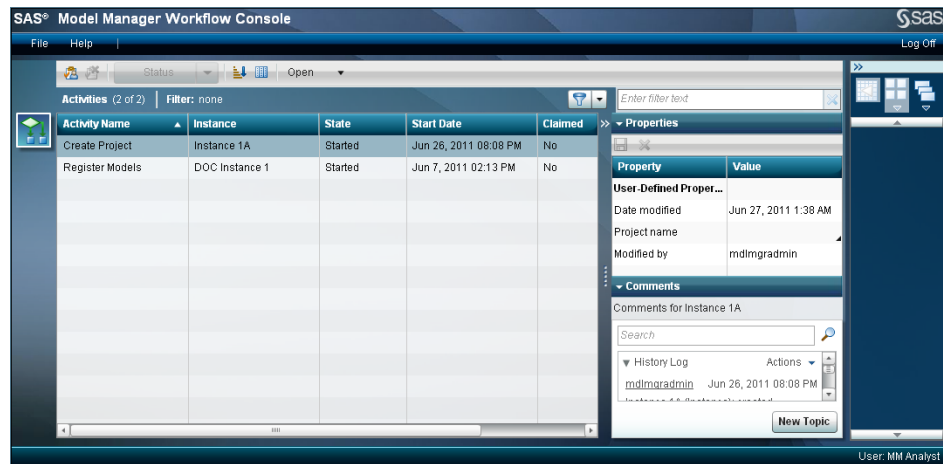 SAS® Model Manager Workflow Console
sas
File Help
Log Off
Status Open
Activities (2 of 2) Filter: none
Enter filter text
Activity Name Instance State Start Date Claimed
Create Project Instance 1A Started Jun 26, 2011 08:08 PM No
Register Models DOC Instance 1 Started Jun 7, 2011 02:13 PM No
Properties
Property Value
User-Defined Proper...
Date modified Jun 27, 2011 1:38 AM
Project name
Modified by mdlmgradmin
Comments
Comments for Instance 1A
Search
History Log Actions
mdlmgradmin Jun 26, 2011 08:08 PM
New Topic
User: MM Analyst